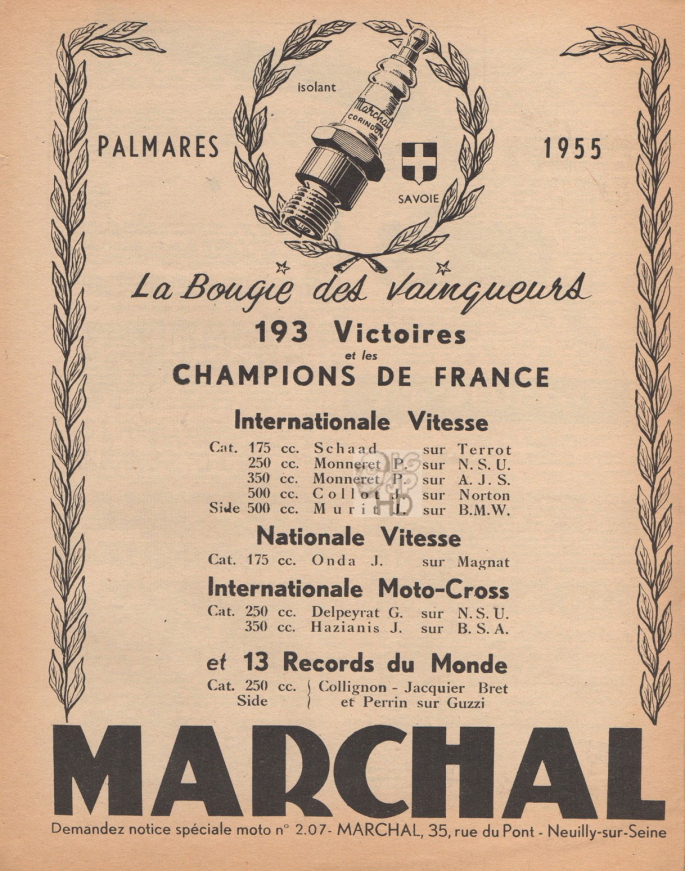 isolant
Marchal
CORINDON
PALMARES
1955
SAVOIE
La Bougie des Vainqueurs
193 Victoires
et les
CHAMPIONS DE FRANCE
Internationale Vitesse
Cat. 175 cc. Schaad sur Terrot
250 cc. Monneret P. sur N.S.U.
350 cc. Monneret P. sur A.J.S.
500 cc. Collot J. sur Norton
Side 500 cc. Murit L. sur B.M.W.
Nationale Vitesse
Cat. 175 cc. Onda J. sur Magnat
Internationale Moto-Cross
Cat. 250 cc. Delpeyrat G. sur N.S.U.
350 cc. Hazianis J. sur B.S.A.
et 13 Records du Monde
Cat. 250 cc. Collignon - Jacquier Bret
Side et Perrin sur Guzzi
MARCHAL
Demandez notice spéciale moto n° 2.07- MARCHAL, 35, rue du Pont - Neuilly-sur-Seine